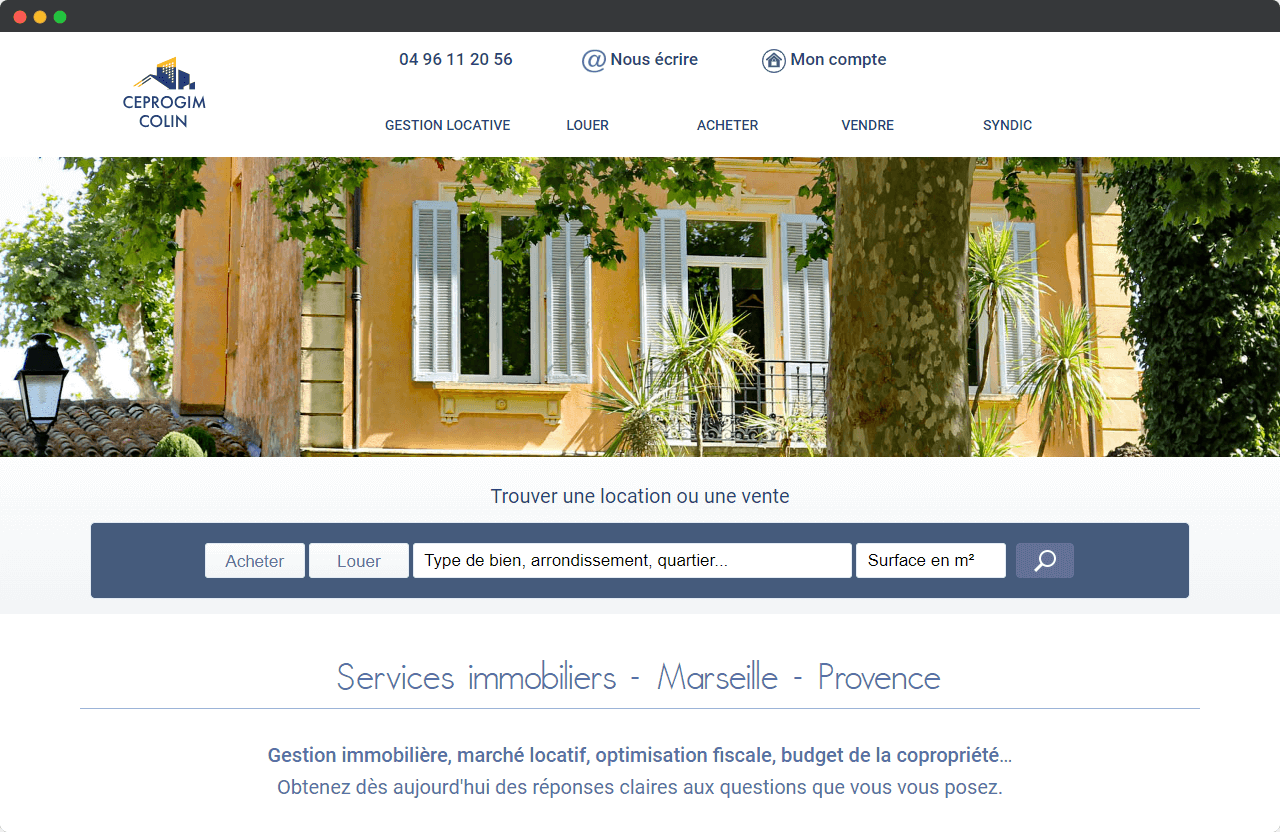 CEPROGIM
COLIN
04 96 11 20 56
Nous écrire
Mon compte
GESTION LOCATIVE
LOUER
ACHETER
VENDRE
SYNDIC
Trouver une location ou une vente
Acheter
Louer
Type de bien, arrondissement, quartier...
Surface en m²
Services immobiliers - Marseille - Provence
Gestion immobilière, marché locatif, optimisation fiscale, budget de la copropriété…
Obtenez dès aujourd'hui des réponses claires aux questions que vous vous posez.